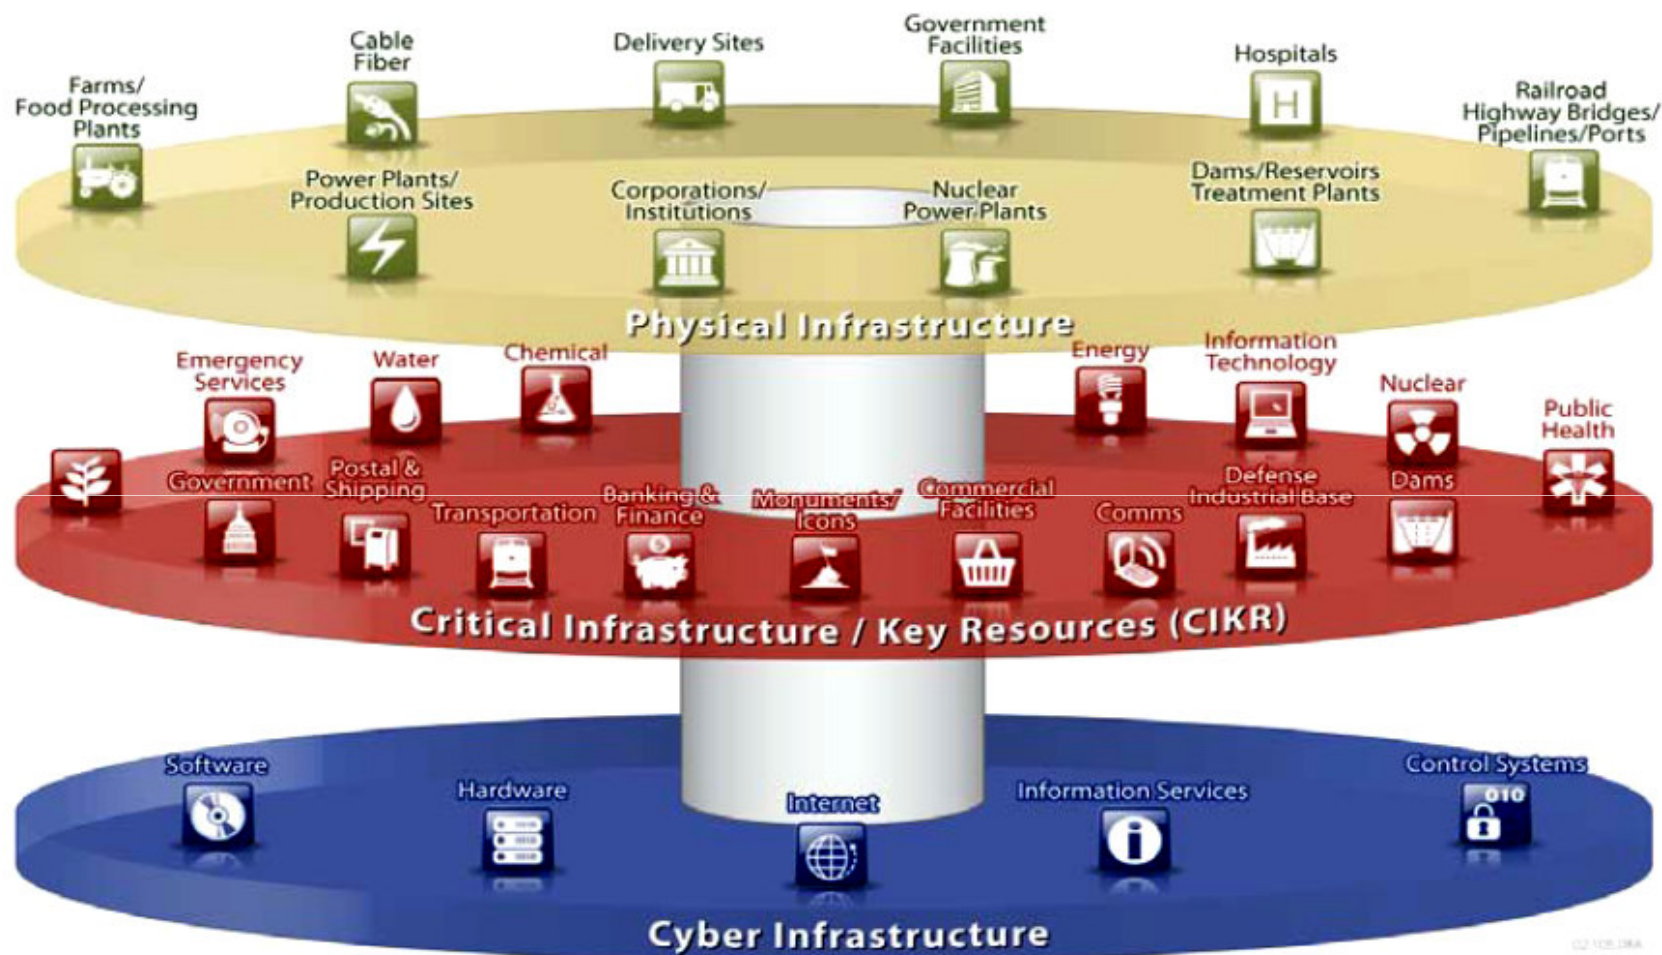 Cable
Fiber
Delivery Sites
Government
Facilities
Hospitals
Farms/
Food Processing
Plants
Railroad
Highway Bridges/
Pipelines/Ports
Power Plants/
Production Sites
Corporations/
Institutions
Nuclear
Power Plants
Dams/Reservoirs
Treatment Plants
H
Physical Infrastructure
Emergency
Services
Water
Chemical
Energy
Information
Technology
Nuclear
Public
Health
Government
Postal &
Shipping
Transportation
Banking &
Finance
Monuments/
Icons
Commercial
Facilities
Comms
Defense
Industrial Base
Dams
Critical Infrastructure / Key Resources (CIKR)
Software
Hardware
Internet
Information Services
Control Systems
010
i
Cyber Infrastructure